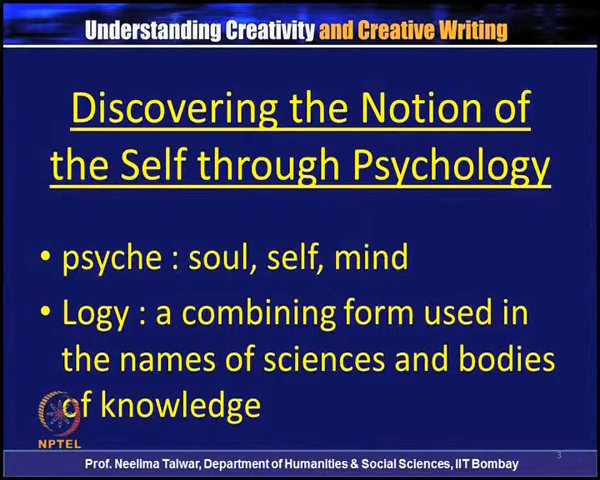 Understanding Creativity and Creative Writing
Discovering the Notion of
the Self through Psychology
• psyche : soul, self, mind
• Logy : a combining form used in
the names of sciences and bodies
of knowledge
NPTEL
3
Prof. Neelima Talwar, Department of Humanities & Social Sciences, IIT Bombay